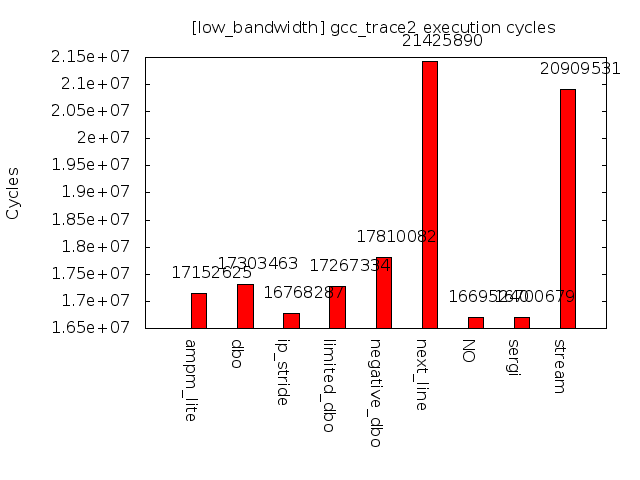 [low_bandwidth] gcc_trace2 execution cycles
Cycles
2.15e+07
2.1e+07
2.05e+07
2e+07
1.95e+07
1.9e+07
1.85e+07
1.8e+07
1.75e+07
1.7e+07
1.65e+07
17152625
17303463
16768287
17267334
17810082
21425890
16695240
16700679
20909531
ampm_lite
dbo
ip_stride
limited_dbo
negative_dbo
next_line
NO
sergi
stream